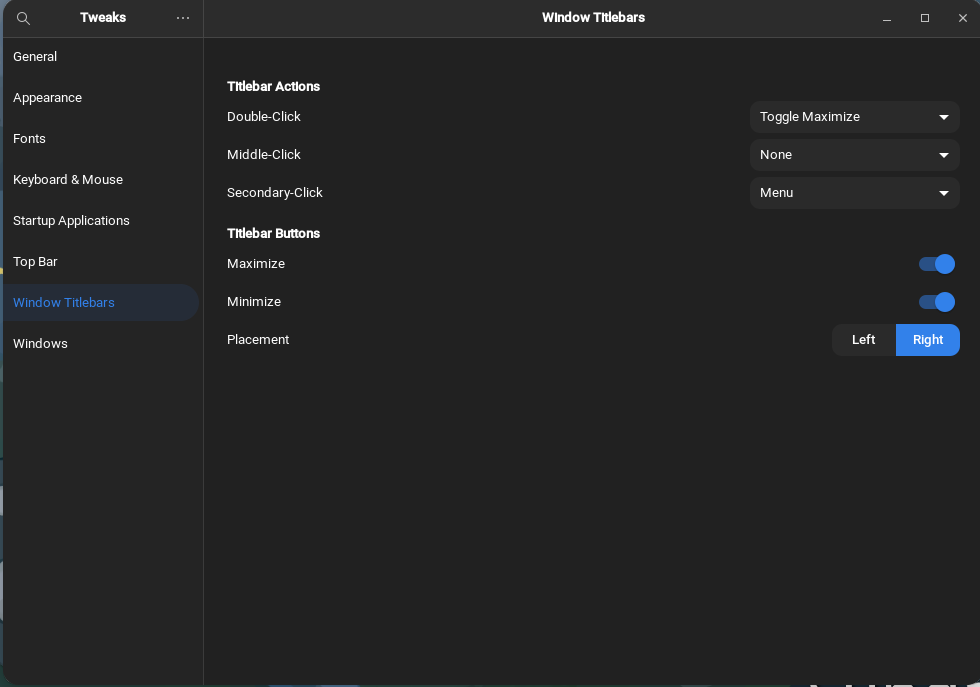 Tweaks
Window Titlebars
General
Appearance
Fonts
Keyboard & Mouse
Startup Applications
Top Bar
Window Titlebars
Windows
Titlebar Actions
Double-Click
Toggle Maximize
Middle-Click
None
Secondary-Click
Menu
Titlebar Buttons
Maximize
Minimize
Placement
Left
Right